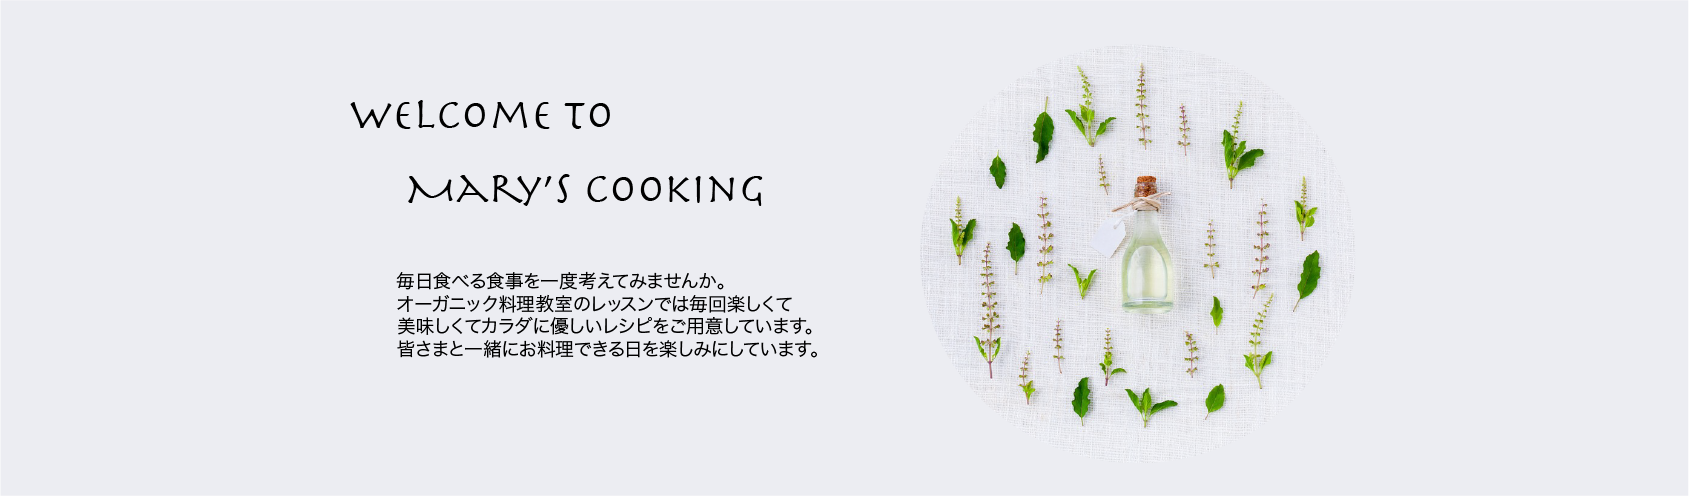 WELCOME TO
MARY'S COOKING
毎日食べる食事を一度考えてみませんか。
オーガニック料理教室のレッスンでは毎回楽しくて
美味しくてカラダに優しいレシピをご用意しています。
皆さまと一緒にお料理できる日を楽しみにしています。